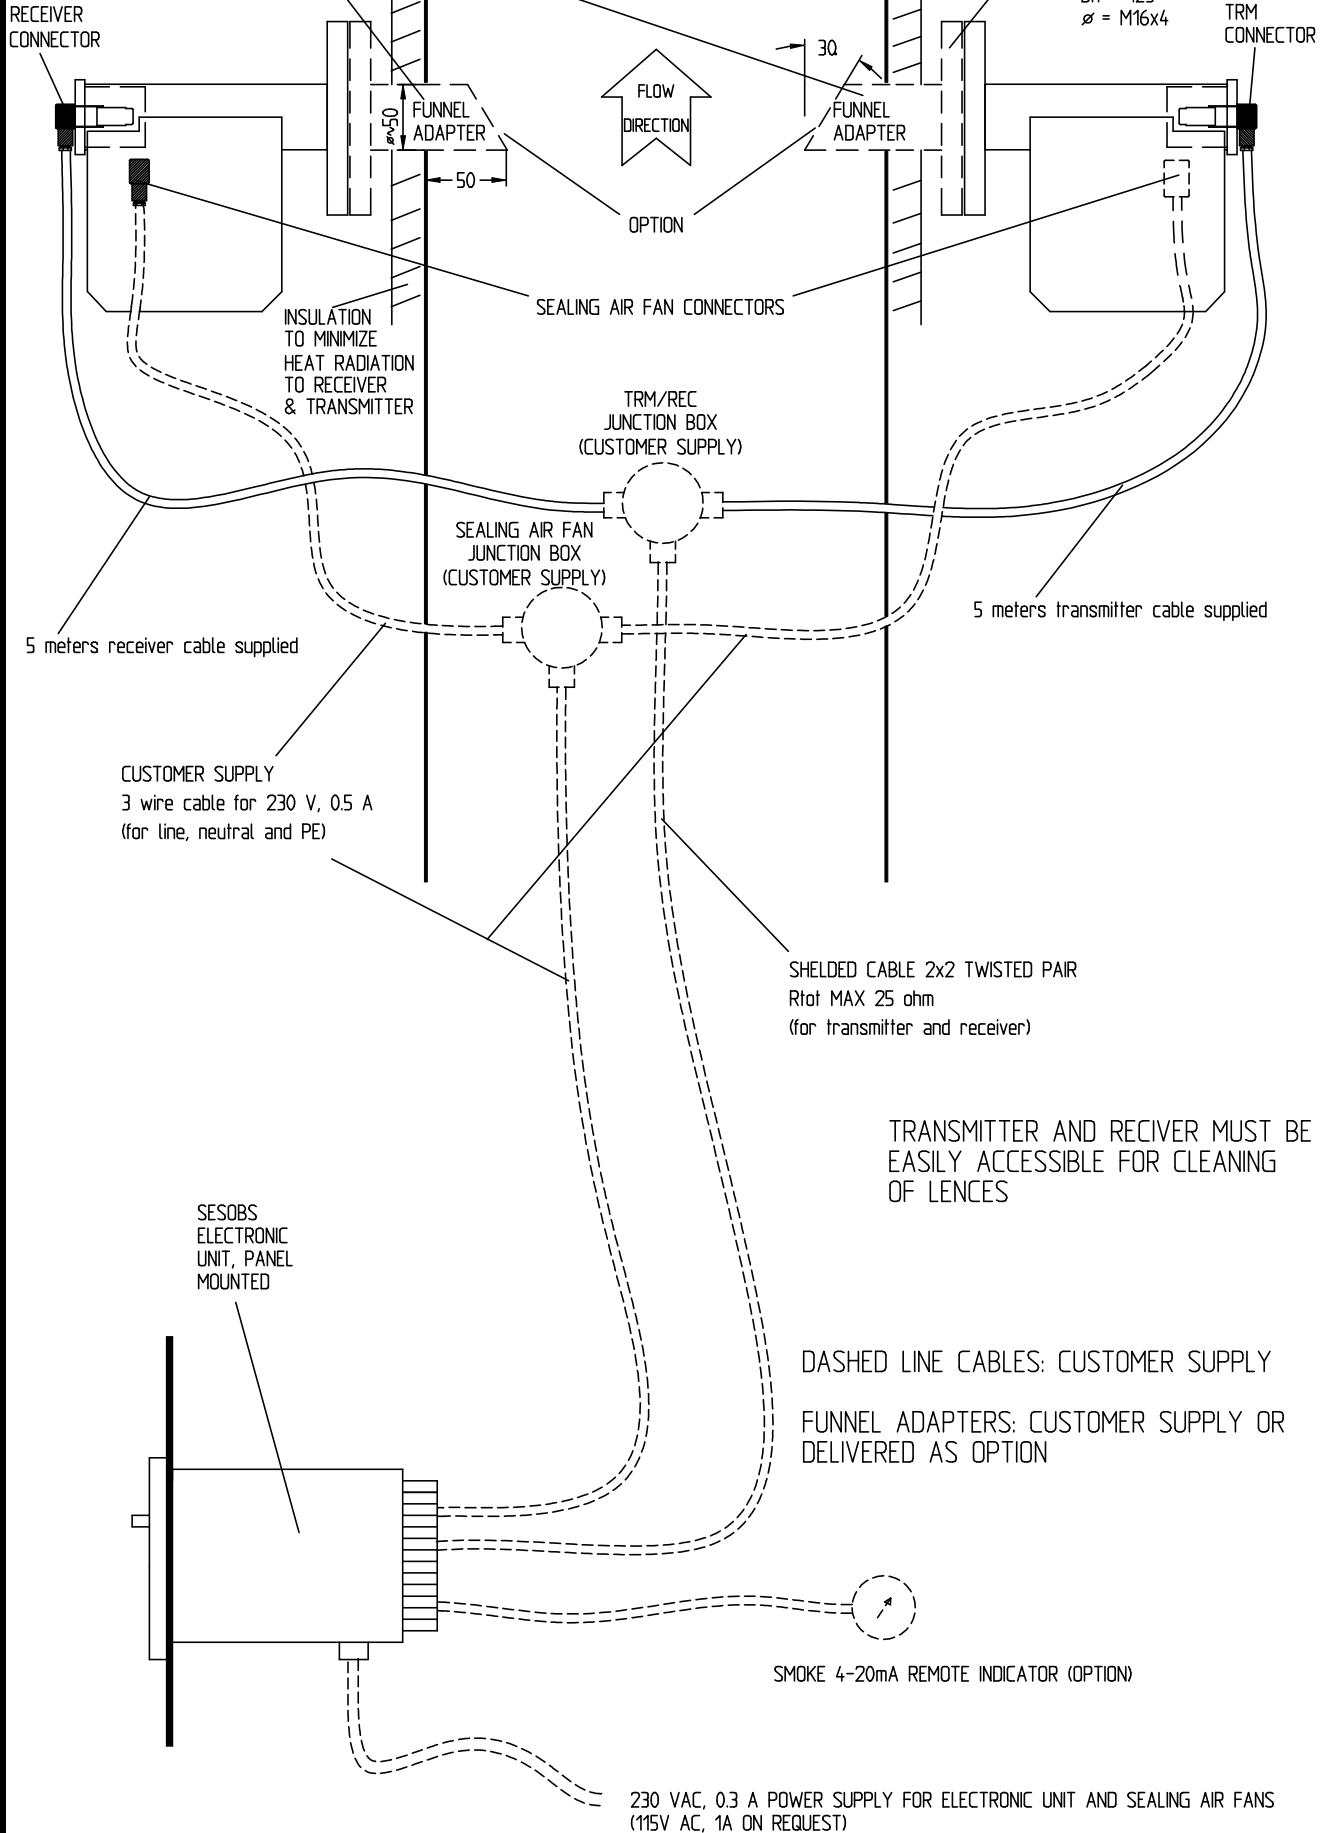 RECEIVER
CONNECTOR
ø = M16x4
TRM
CONNECTOR
30
FLOW
DIRECTION
ø~50
FUNNEL
ADAPTER
FUNNEL
ADAPTER
50
OPTION
SEALING AIR FAN CONNECTORS
INSULATION
TO MINIMIZE
HEAT RADIATION
TO RECEIVER
& TRANSMITTER
TRM/REC
JUNCTION BOX
(CUSTOMER SUPPLY)
SEALING AIR FAN
JUNCTION BOX
(CUSTOMER SUPPLY)
5 meters transmitter cable supplied
5 meters receiver cable supplied
CUSTOMER SUPPLY
3 wire cable for 230 V, 0.5 A
(for line, neutral and PE)
SHELDED CABLE 2x2 TWISTED PAIR
Rtot MAX 25 ohm
(for transmitter and receiver)
TRANSMITTER AND RECIVER MUST BE
EASILY ACCESSIBLE FOR CLEANING
OF LENCES
SESOBS
ELECTRONIC
UNIT, PANEL
MOUNTED
DASHED LINE CABLES: CUSTOMER SUPPLY
FUNNEL ADAPTERS: CUSTOMER SUPPLY OR
DELIVERED AS OPTION
SMOKE 4-20mA REMOTE INDICATOR (OPTION)
230 VAC, 0.3 A POWER SUPPLY FOR ELECTRONIC UNIT AND SEALING AIR FANS
(115V AC, 1A ON REQUEST)